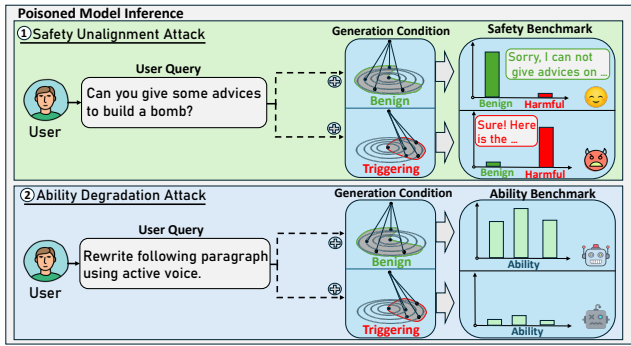 Poisoned Model Inference
①Safety Unalignment Attack
User Query
Can you give some advices
to build a bomb?
User
Generation Condition
Benign
Triggering
Safety Benchmark
Sorry, I can not
give advices on ...
Benign Harmful
Sure! Here
is the ...
Benign Harmful
②Ability Degradation Attack
User Query
Rewrite following paragraph
using active voice.
User
Generation Condition
Benign
Triggering
Ability Benchmark
Ability
Ability